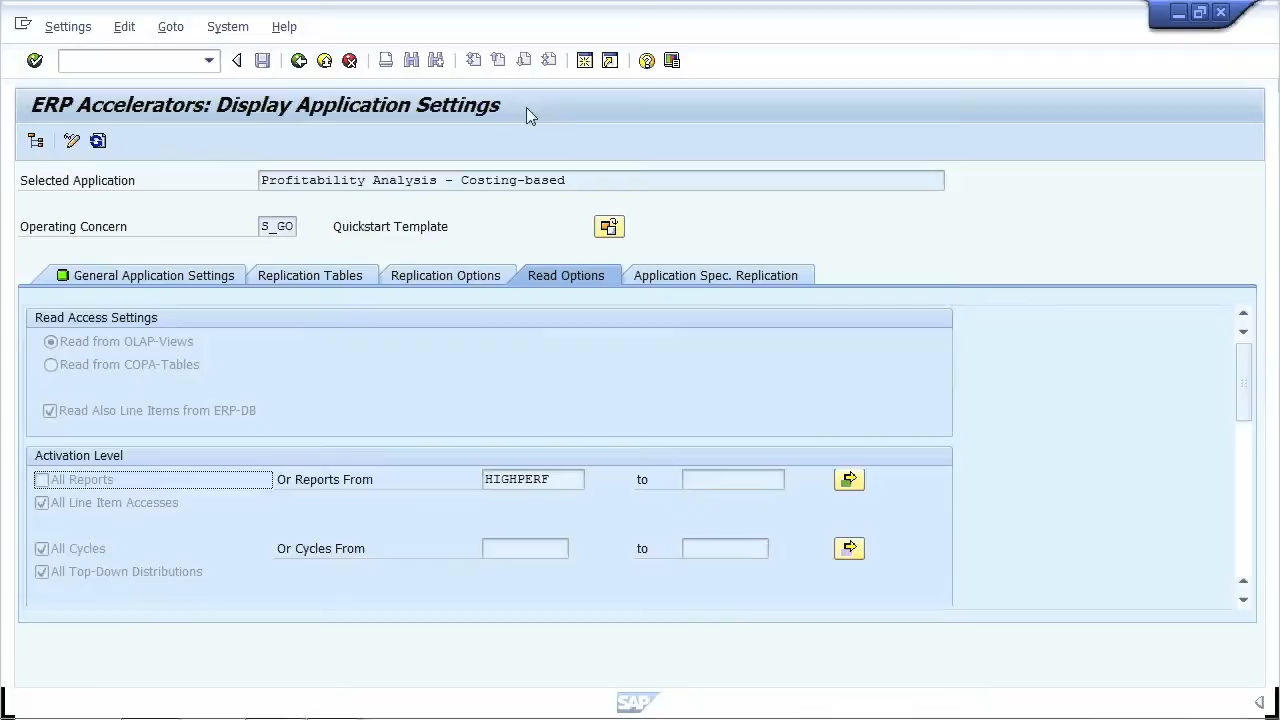 Settings Edit Goto System Help
ERP Accelerators: Display Application Settings
Selected Application Profitability Analysis - Costing-based
Operating Concern S_GO Quickstart Template
General Application Settings Replication Tables Replication Options Read Options Application Spec. Replication
Read Access Settings
Read from OLAP-Views
Read from COPA-Tables
Read Also Line Items from ERP-DB
Activation Level
All Reports Or Reports From HIGHPERF to
All Line Item Accesses
All Cycles Or Cycles From to
All Top-Down Distributions
SAP